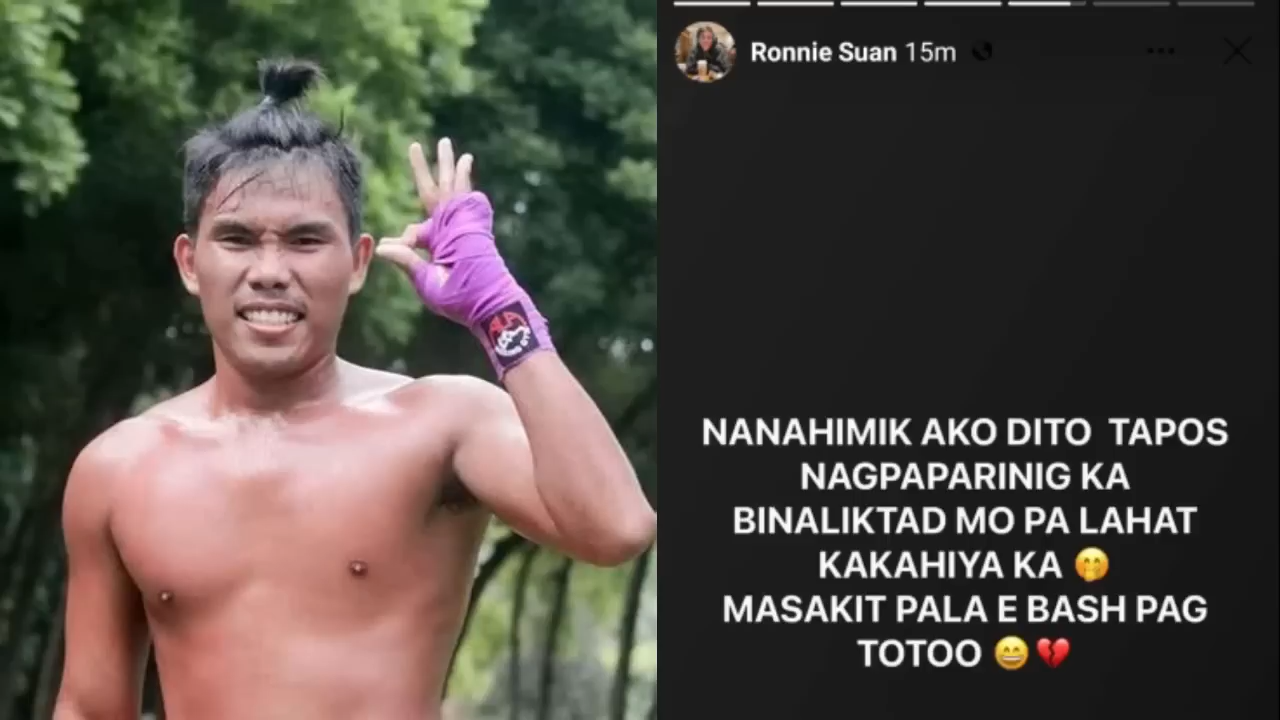 Ronnie Suan 15m
NANAHIMIK AKO DITO TAPOS
NAGPAPARINIG KA
BINALIKTAD MO PA LAHAT
KAKAHIYA KA 🤭
MASAKIT PALA E BASH PAG
TOTOO 😄💔